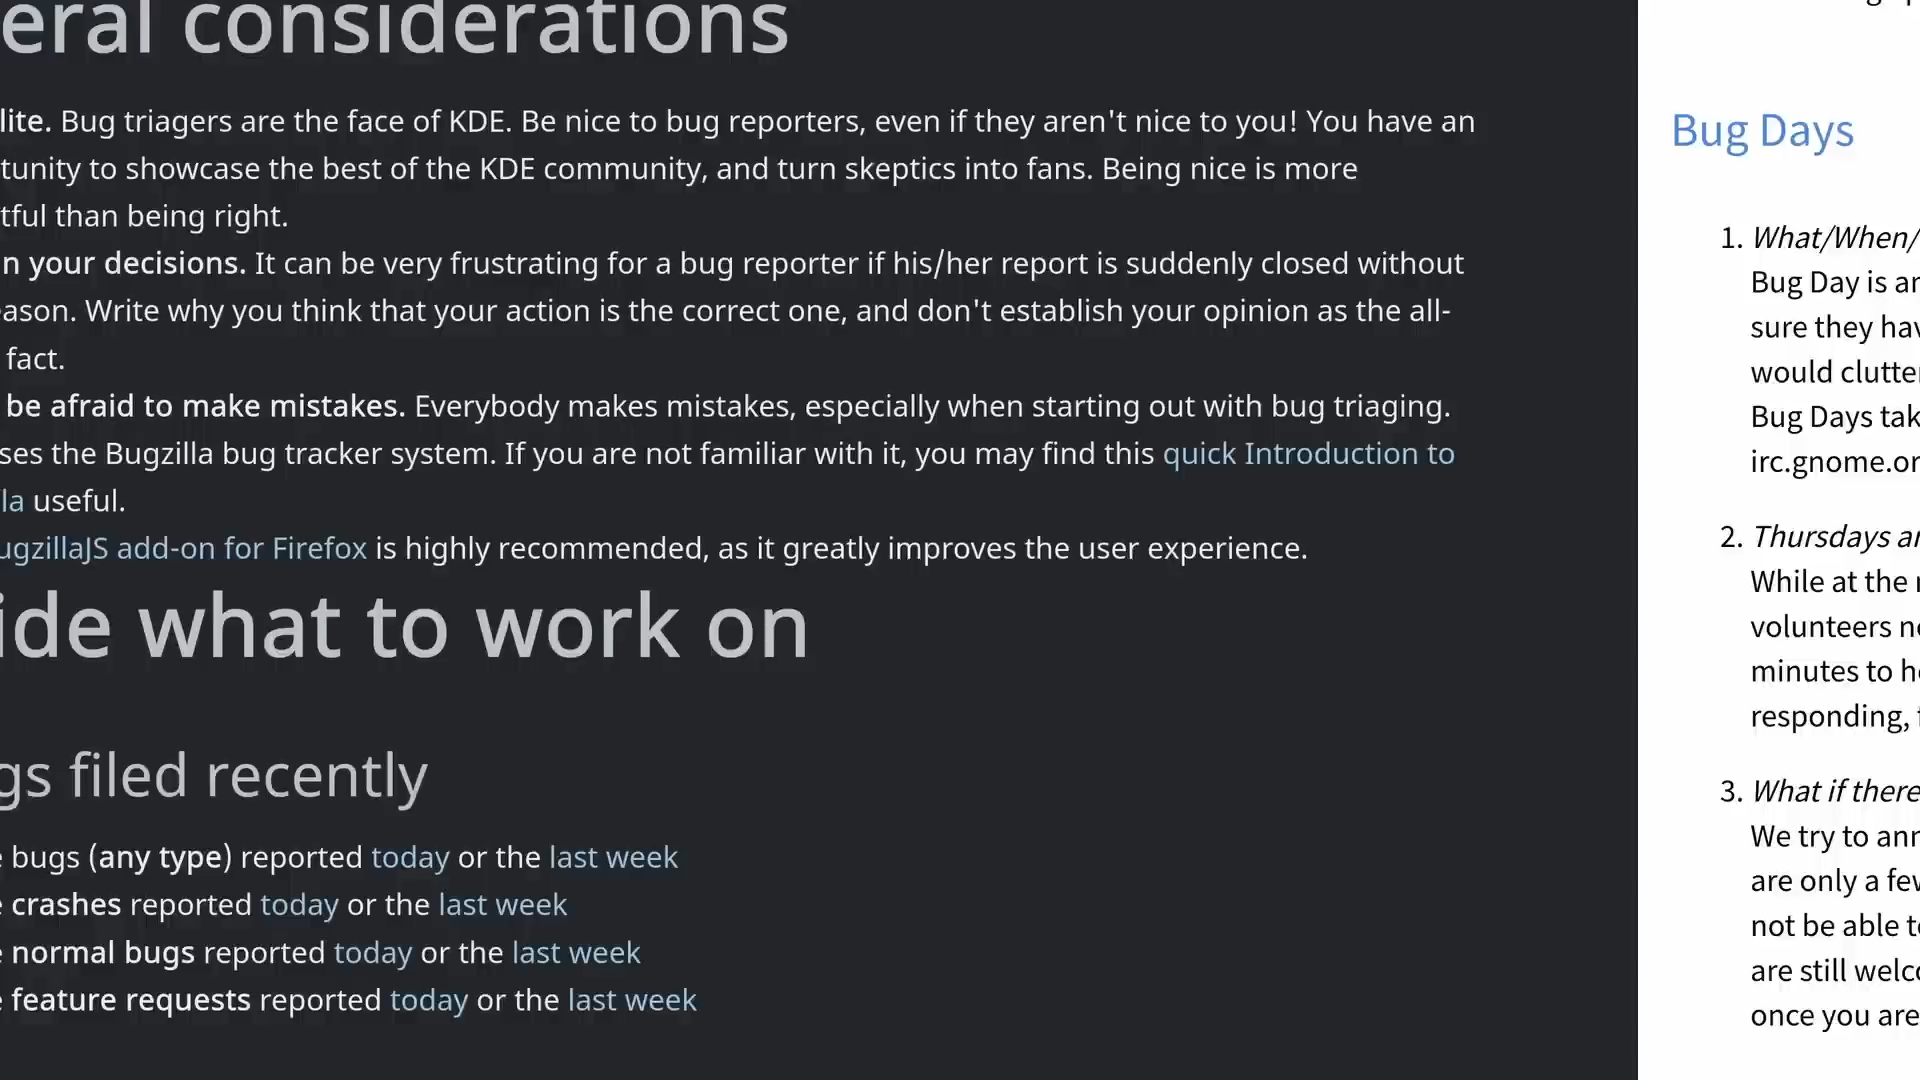 eral considerations
lite. Bug triagers are the face of KDE. Be nice to bug reporters, even if they aren't nice to you! You have an
tunity to showcase the best of the KDE community, and turn skeptics into fans. Being nice is more
tful than being right.
n your decisions. It can be very frustrating for a bug reporter if his/her report is suddenly closed without
eason. Write why you think that your action is the correct one, and don't establish your opinion as the all-
fact.
be afraid to make mistakes. Everybody makes mistakes, especially when starting out with bug triaging.
ses the Bugzilla bug tracker system. If you are not familiar with it, you may find this quick Introduction to
la useful.
ugzillaJS add-on for Firefox is highly recommended, as it greatly improves the user experience.
ide what to work on
gs filed recently
e bugs (any type) reported today or the last week
e crashes reported today or the last week
e normal bugs reported today or the last week
e feature requests reported today or the last week
Bug Days
1. What/When/
Bug Day is an
sure they hav
would clutter
Bug Days tak
irc.gnome.or
2. Thursdays an
While at the
volunteers n
minutes to h
responding,
3. What if there
We try to ann
are only a few
not be able to
are still welco
once you are